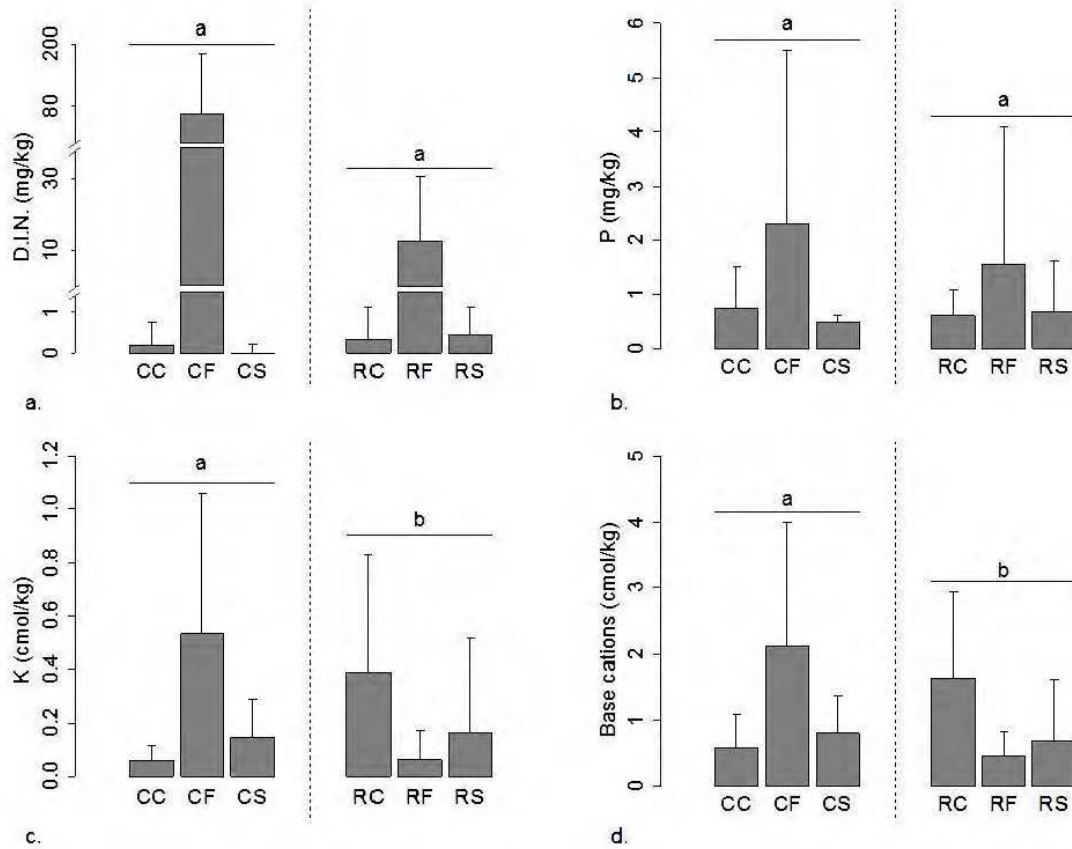 a
a
D.I.N. (mg/kg)
200
80
30
10
1
0
CC CF CS RC RF RS
a.
a
a
P (mg/kg)
6
5
4
3
2
1
0
CC CF CS RC RF RS
b.
a
b
K (cmol/kg)
1.2
1.0
0.8
0.6
0.4
0.2
0.0
CC CF CS RC RF RS
c.
a
b
Base cations (cmol/kg)
5
4
3
2
1
0
CC CF CS RC RF RS
d.